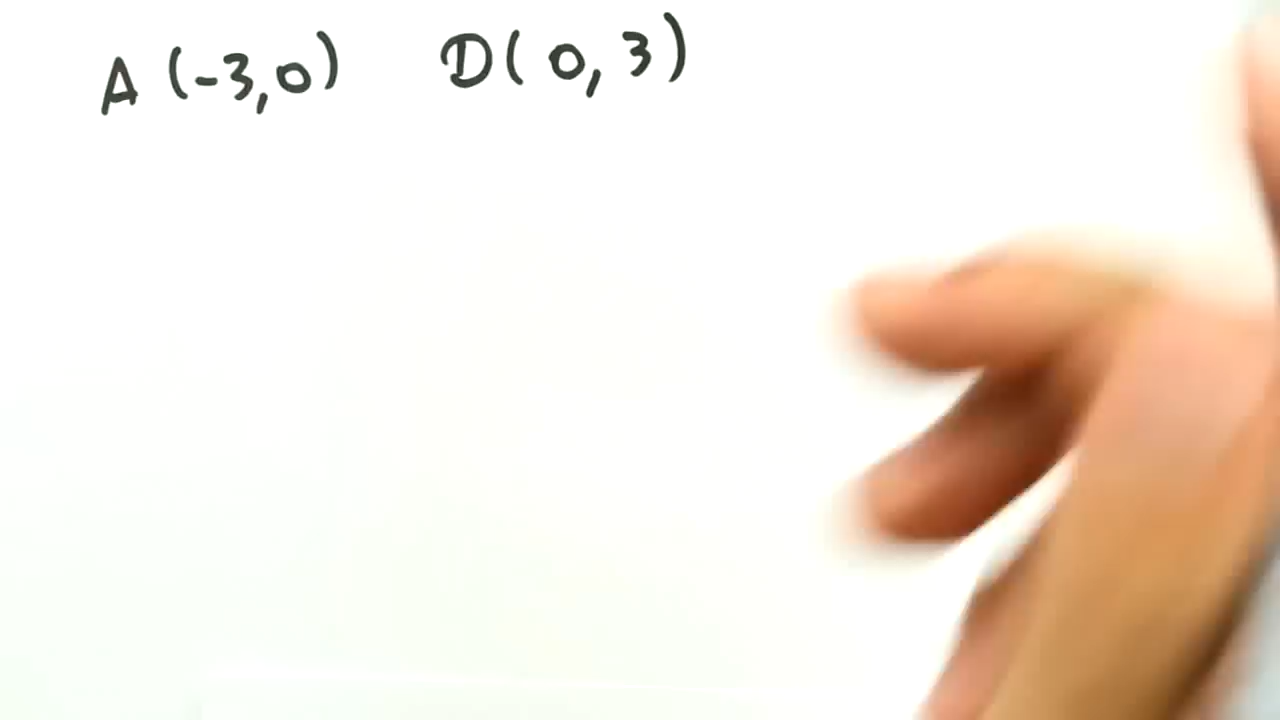 A (-3,0) D( 0, 3)